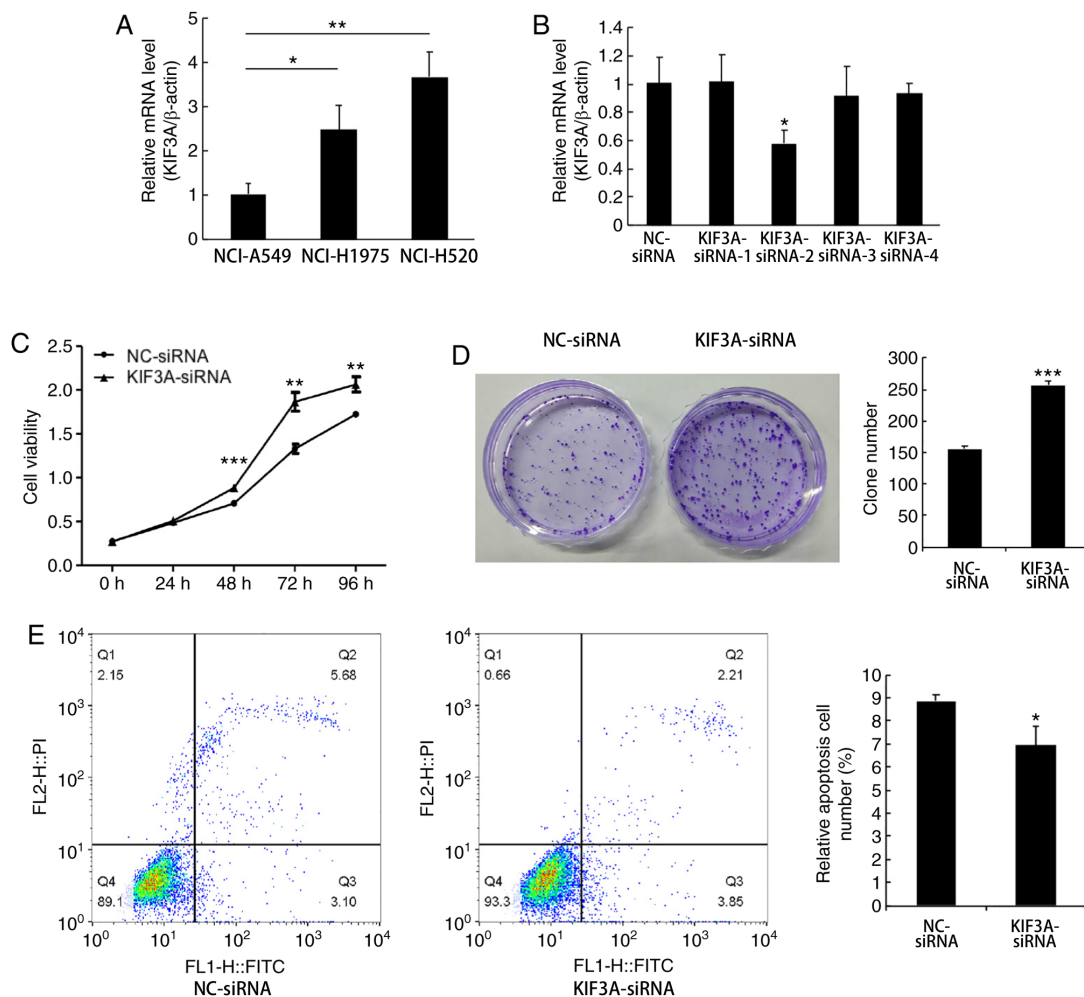 A
Relative mRNA level
(KIF3A/β-actin)
5
4
3
2
1
0
**
*
NCI-A549 NCI-H1975 NCI-H520
B
Relative mRNA level
(KIF3A/β-actin)
1.4
1.2
1
0.8
0.6
0.4
0.2
0
*
NC- KIF3A- KIF3A- KIF3A- KIF3A-
siRNA siRNA-1 siRNA-2 siRNA-3 siRNA-4
C
Cell viability
2.5
2.0
1.5
1.0
0.5
0.0
NC-siRNA
KIF3A-siRNA
***
**
**
0 h 24 h 48 h 72 h 96 h
D
NC-siRNA KIF3A-siRNA
Clone number
300
250
200
150
100
50
0
***
NC- KIF3A-
siRNA siRNA
E
FL2-H::PI
10⁴
10³
10²
10¹
10⁰
Q1 Q2
2.15 5.68
Q4 Q3
89.1 3.10
10⁰ 10¹ 10² 10³ 10⁴
FL1-H::FITC
NC-siRNA
FL2-H::PI
10⁴
10³
10²
10¹
10⁰
Q1 Q2
0.66 2.21
Q4 Q3
93.3 3.85
10⁰ 10¹ 10² 10³ 10⁴
FL1-H::FITC
KIF3A-siRNA
Relative apoptosis cell
number (%)
10
9
8
7
6
5
4
3
2
1
0
*
NC- KIF3A-
siRNA siRNA